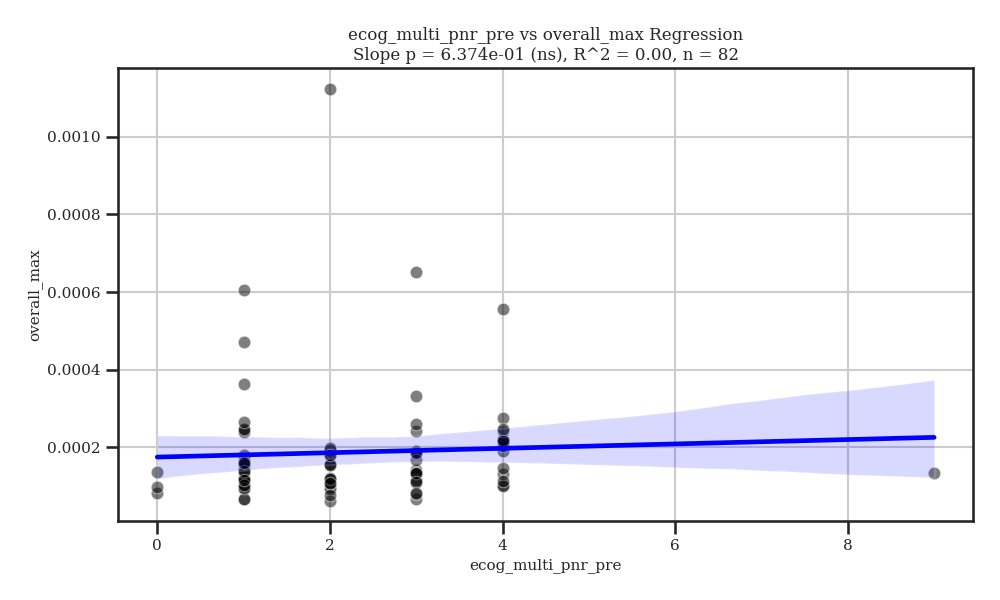 ecog_multi_pnr_pre vs overall_max Regression
Slope p = 6.374e-01 (ns), R^2 = 0.00, n = 82
overall_max
0.0010
0.0008
0.0006
0.0004
0.0002
0 2 4 6 8
ecog_multi_pnr_pre